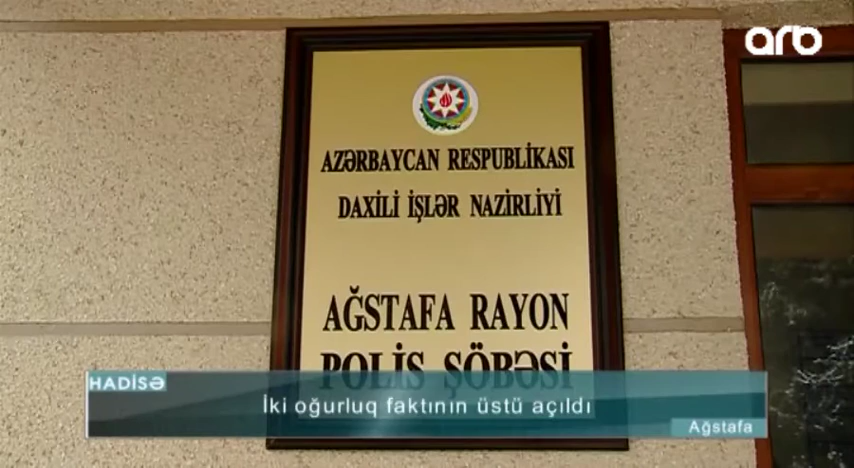 arb
AZƏRBAYCAN RESPUBLİKASI
DAXİLİ İŞLƏR NAZİRLİYİ
AĞSTAFA RAYON
POLİS ŞÖBƏSİ
HADİSƏ
İki oğurluq faktının üstü açıldı
Ağstafa